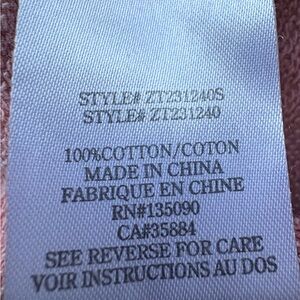 STYLE# ZT231240S
STYLE# ZT231240
100%COTTON/COTON
MADE IN CHINA
FABRIQUE EN CHINE
RN#135090
CA#35884
SEE REVERSE FOR CARE
VOIR INSTRUCTIONS AU DOS